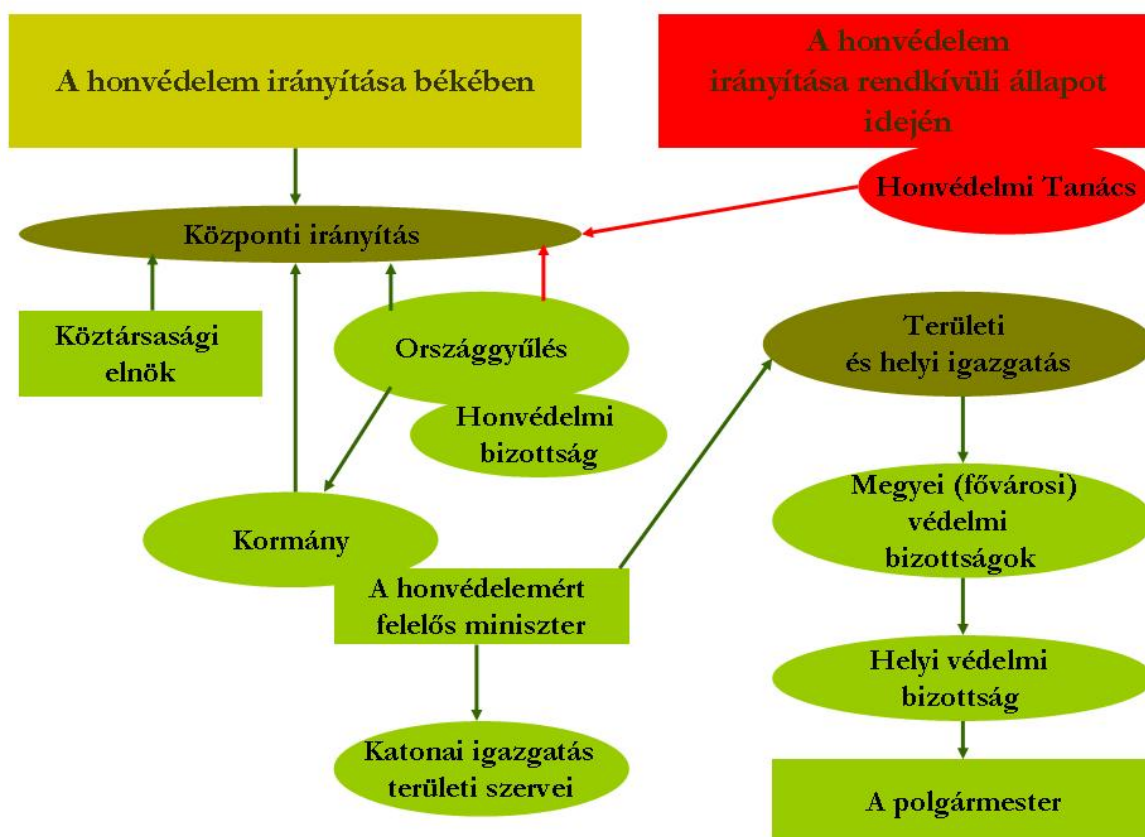 A honvédelem irányítása békében
A honvédelem
irányítása rendkívüli állapot
idején
Honvédelmi Tanács
Központi irányítás
Köztársasági
elnök
Országgyűlés
Honvédelmi
bizottság
Területi
és helyi igazgatás
Kormány
Megyei (fővárosi)
védelmi
bizottságok
A honvédelemért
felelős miniszter
Helyi védelmi
bizottság
Katonai igazgatás
területi szervei
A polgármester